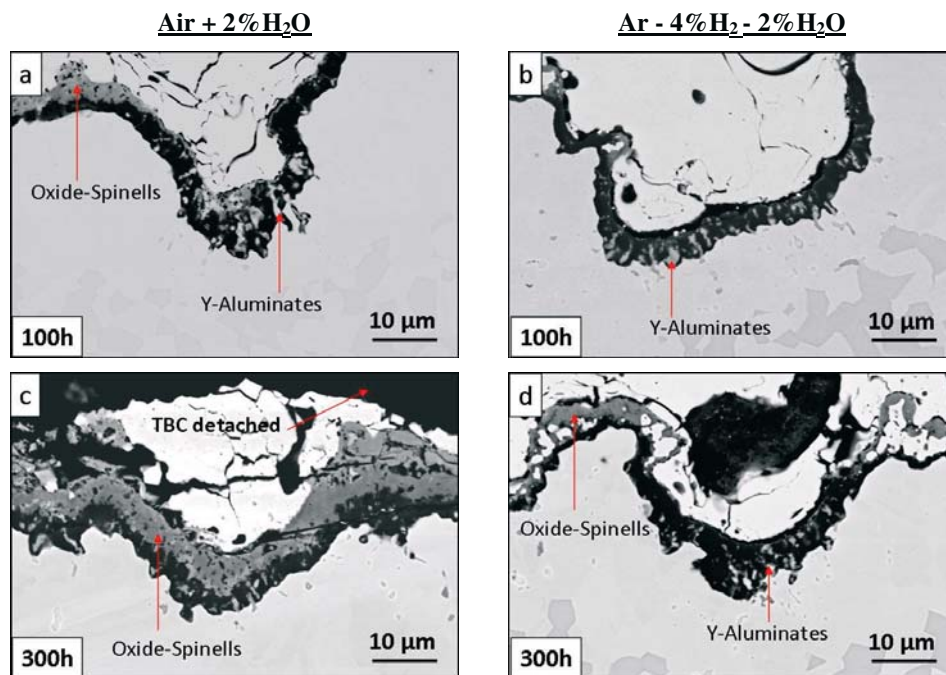 Air + 2%H₂O
Ar - 4%H₂ - 2%H₂O
a
Oxide-Spinells
Y-Aluminates
100h
10 µm
b
Y-Aluminates
100h
10 µm
c
TBC detached
Oxide-Spinells
300h
10 µm
d
Oxide-Spinells
Y-Aluminates
300h
10 µm